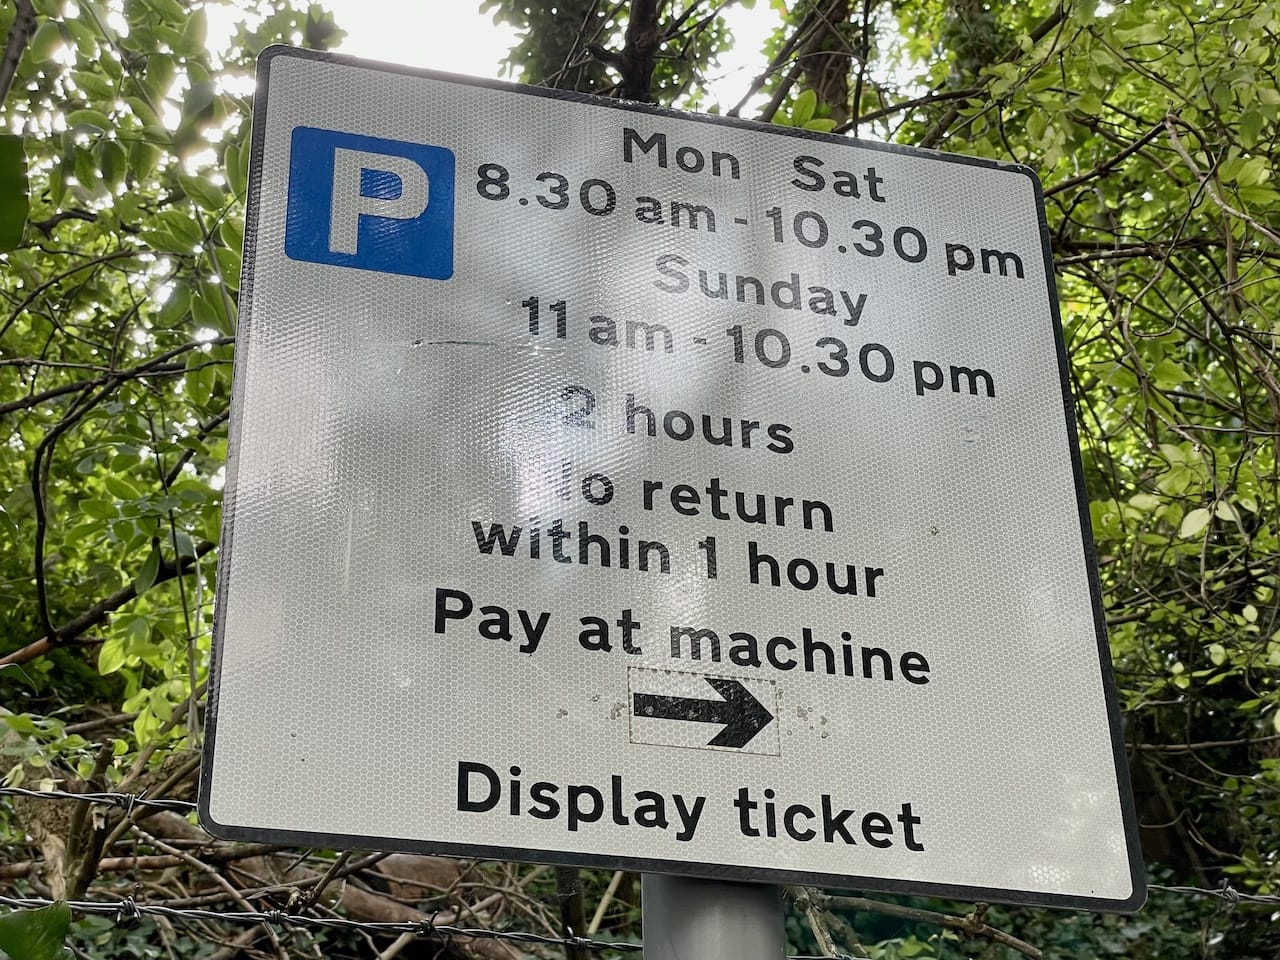 P
Mon Sat
8.30 am - 10.30 pm
Sunday
11 am - 10.30 pm
2 hours
o return
within 1 hour
Pay at machine
Display ticket